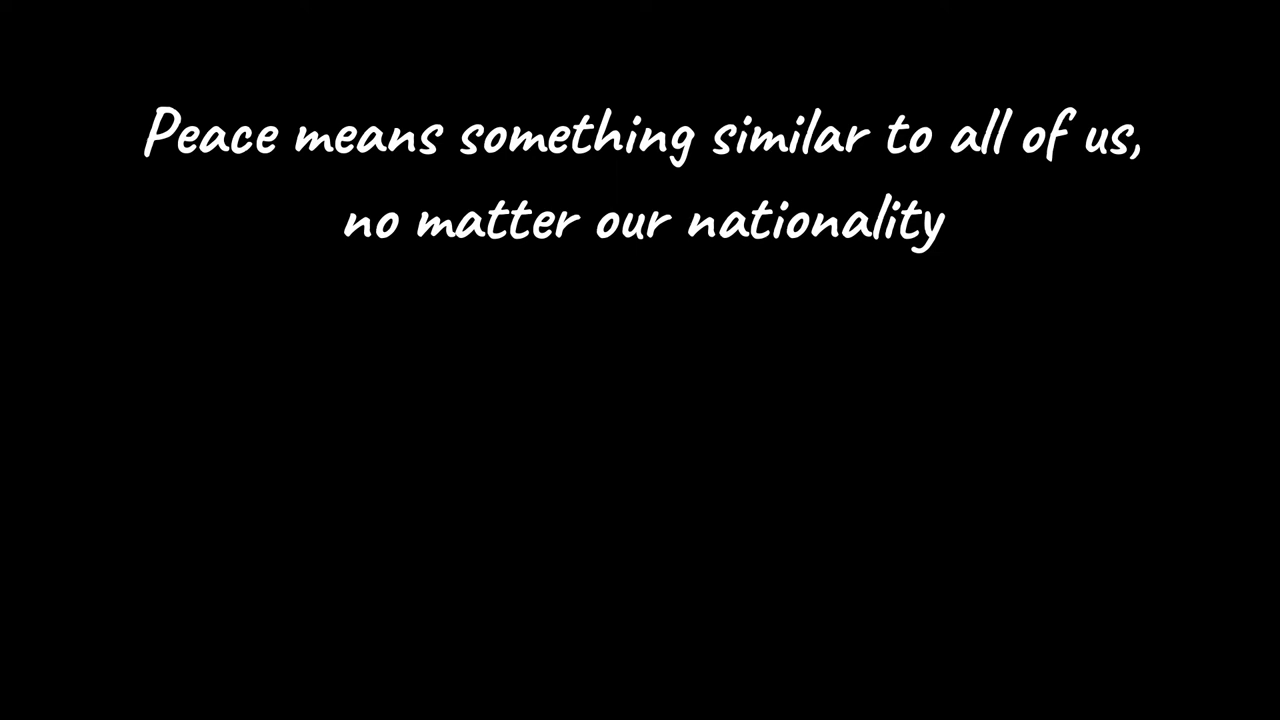 Peace means something similar to all of us,
no matter our nationality